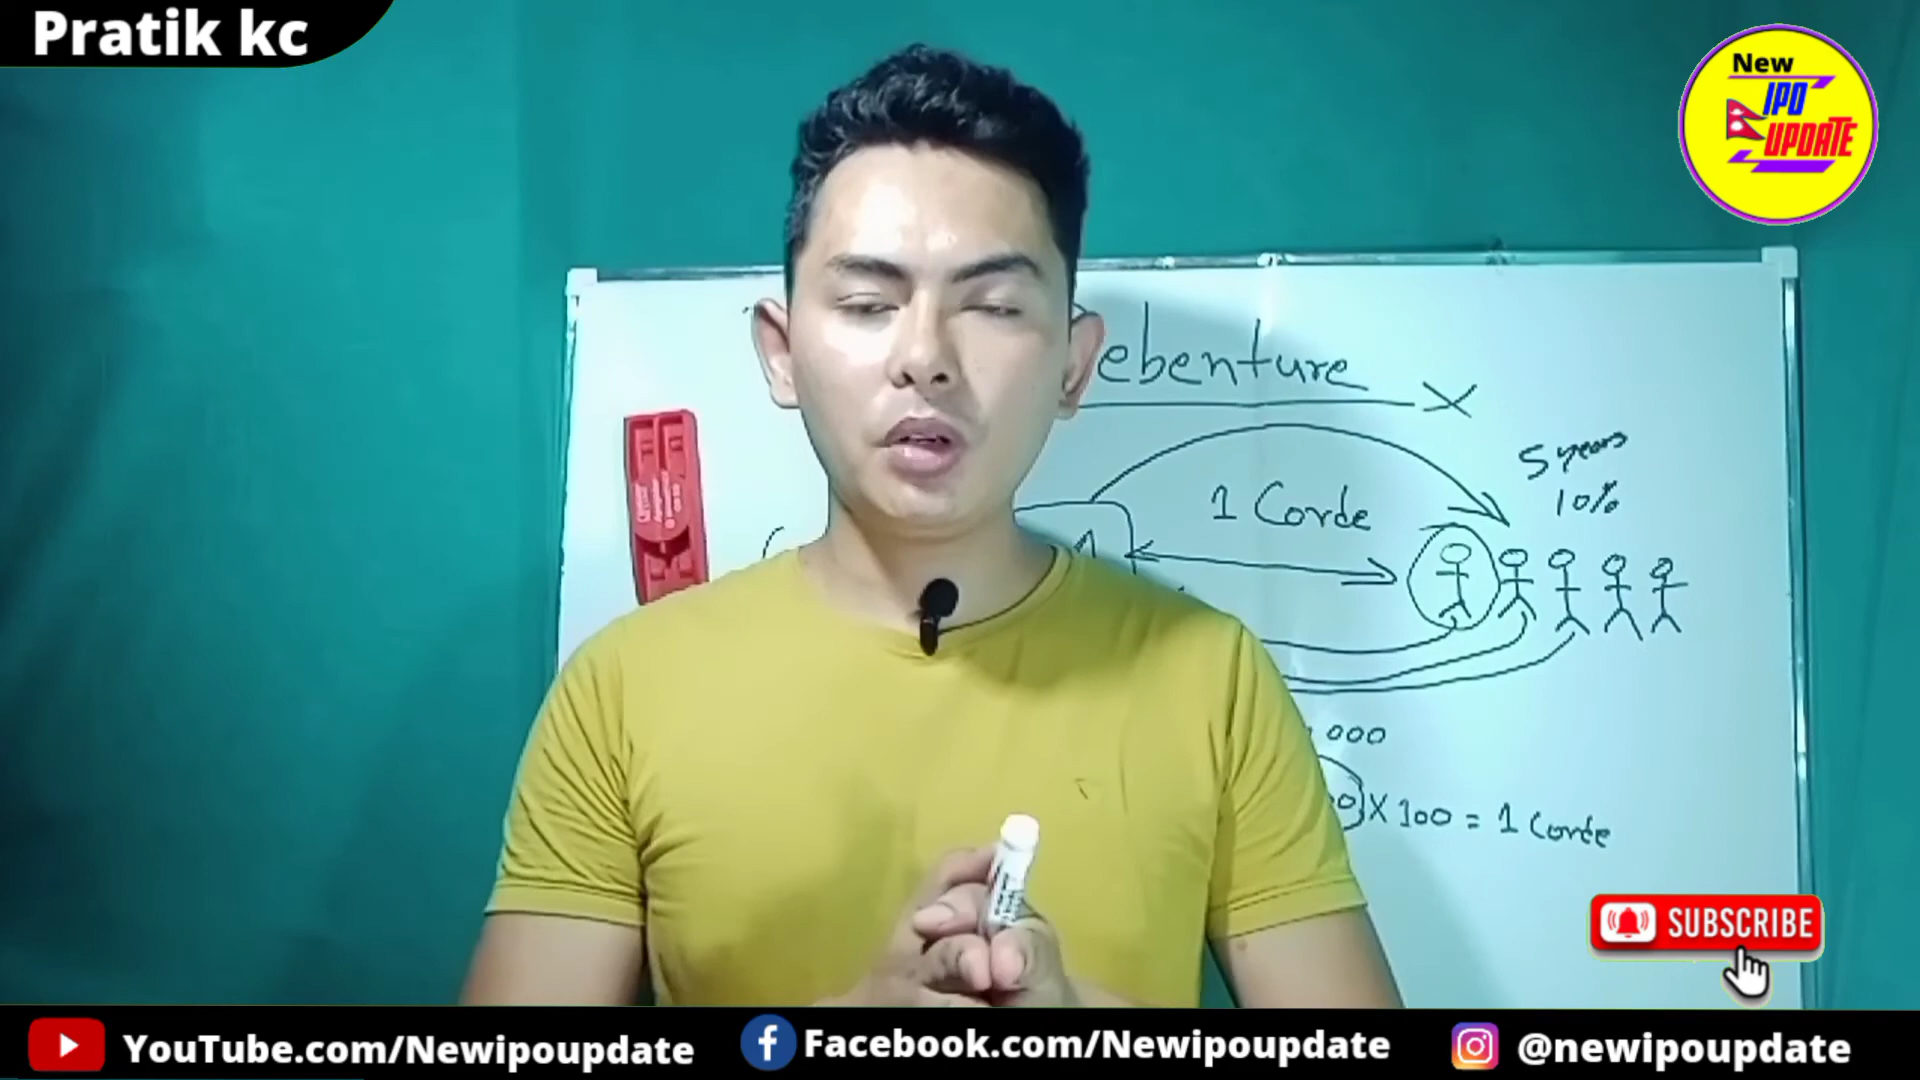 Pratik kc
New
IPO
UPDATE
ebenture
5 years
10%
1 Corde
1
000
X 100 = 1 Corde
SUBSCRIBE
YouTube.com/Newipoupdate
Facebook.com/Newipoupdate
@newipoupdate